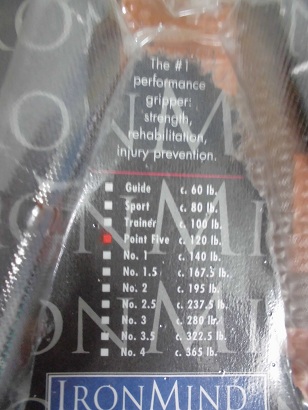 The #1
performance
gripper:
strength,
rehabilitation,
injury prevention.
Guide c. 60 lb.
Sport c. 80 lb.
Trainer c. 100 lb.
Point Five c. 120 lb.
No. 1 c. 140 lb.
No. 1.5 c. 167.5 lb.
No. 2 c. 195 lb.
No. 2.5 c. 237.5 lb.
No. 3 c. 280 lb.
No. 3.5 c. 322.5 lb.
No. 4 c. 365 lb.
IRONMIND